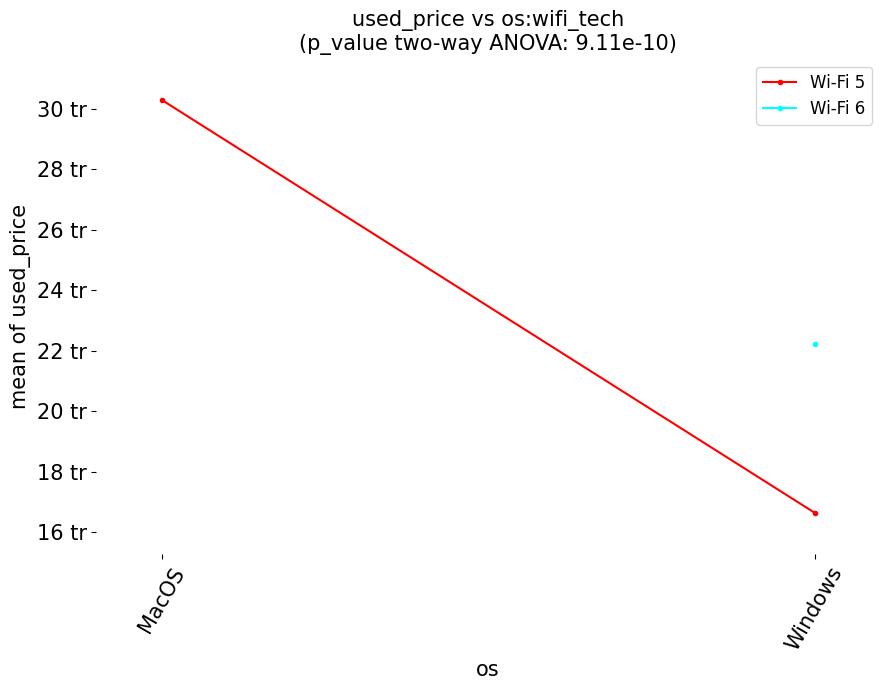 used_price vs os:wifi_tech
(p_value two-way ANOVA: 9.11e-10)
Wi-Fi 5
Wi-Fi 6
30 tr
28 tr
26 tr
24 tr
22 tr
20 tr
18 tr
16 tr
mean of used_price
MacOS
Windows
os